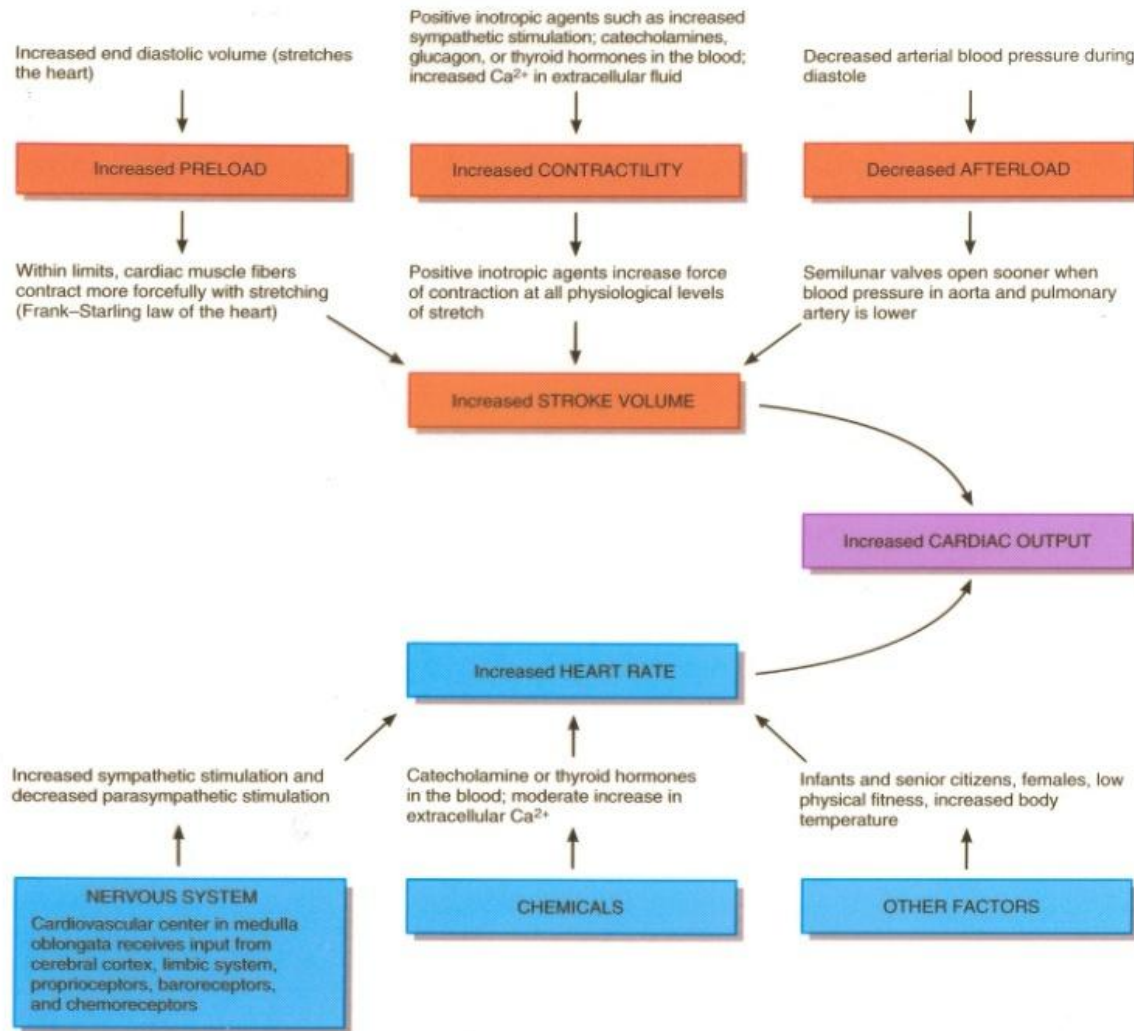 Increased end diastolic volume (stretches
the heart)
Positive inotropic agents such as increased
sympathetic stimulation; catecholamines,
glucagon, or thyroid hormones in the blood;
increased Ca²⁺ in extracellular fluid
Decreased arterial blood pressure during
diastole
Increased PRELOAD
Increased CONTRACTILITY
Decreased AFTERLOAD
Within limits, cardiac muscle fibers
contract more forcefully with stretching
(Frank–Starling law of the heart)
Positive inotropic agents increase force
of contraction at all physiological levels
of stretch
Semilunar valves open sooner when
blood pressure in aorta and pulmonary
artery is lower
Increased STROKE VOLUME
Increased CARDIAC OUTPUT
Increased HEART RATE
Increased sympathetic stimulation and
decreased parasympathetic stimulation
Catecholamine or thyroid hormones
in the blood; moderate increase in
extracellular Ca²⁺
Infants and senior citizens, females, low
physical fitness, increased body
temperature
NERVOUS SYSTEM
Cardiovascular center in medulla
oblongata receives input from
cerebral cortex, limbic system,
proprioceptors, baroreceptors,
and chemoreceptors
CHEMICALS
OTHER FACTORS